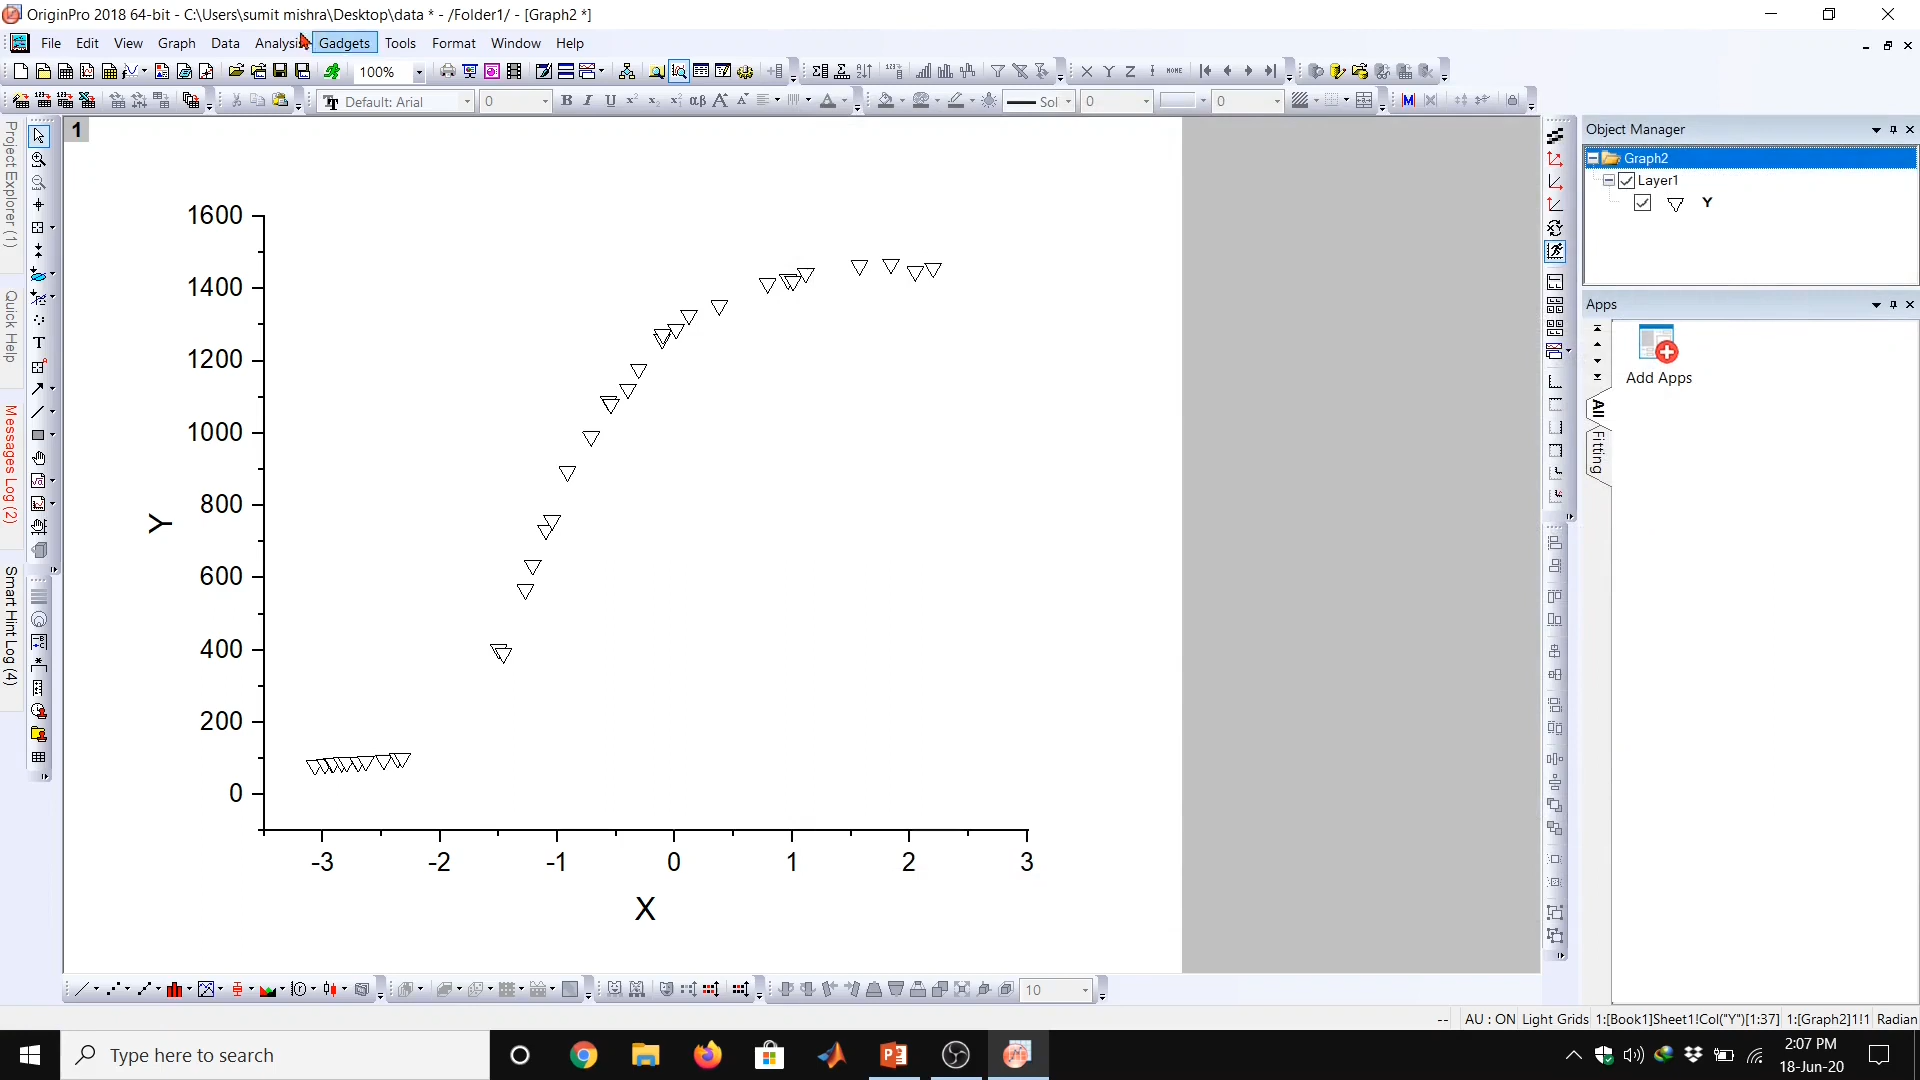 OriginPro 2018 64-bit - C:\Users\sumit mishra\Desktop\data * - /Folder1/ - [Graph2 *]
File Edit View Graph Data Analysis Gadgets Tools Format Window Help
100%
Default: Arial 0 B I U αβ A A A Sol 0 0
Project Explorer (1)
Quick Help
Messages Log (2)
Smart Hint Log (4)
1
1600
1400
1200
1000
800
600
400
200
0
Y
-3 -2 -1 0 1 2 3
X
Object Manager
Graph2
Layer1
Y
Apps
Add Apps
All
Fitting
10
-- AU : ON Light Grids 1:[Book1]Sheet1!Col("Y")[1:37] 1:[Graph2]1!1 Radian
Type here to search
2:07 PM
18-Jun-20